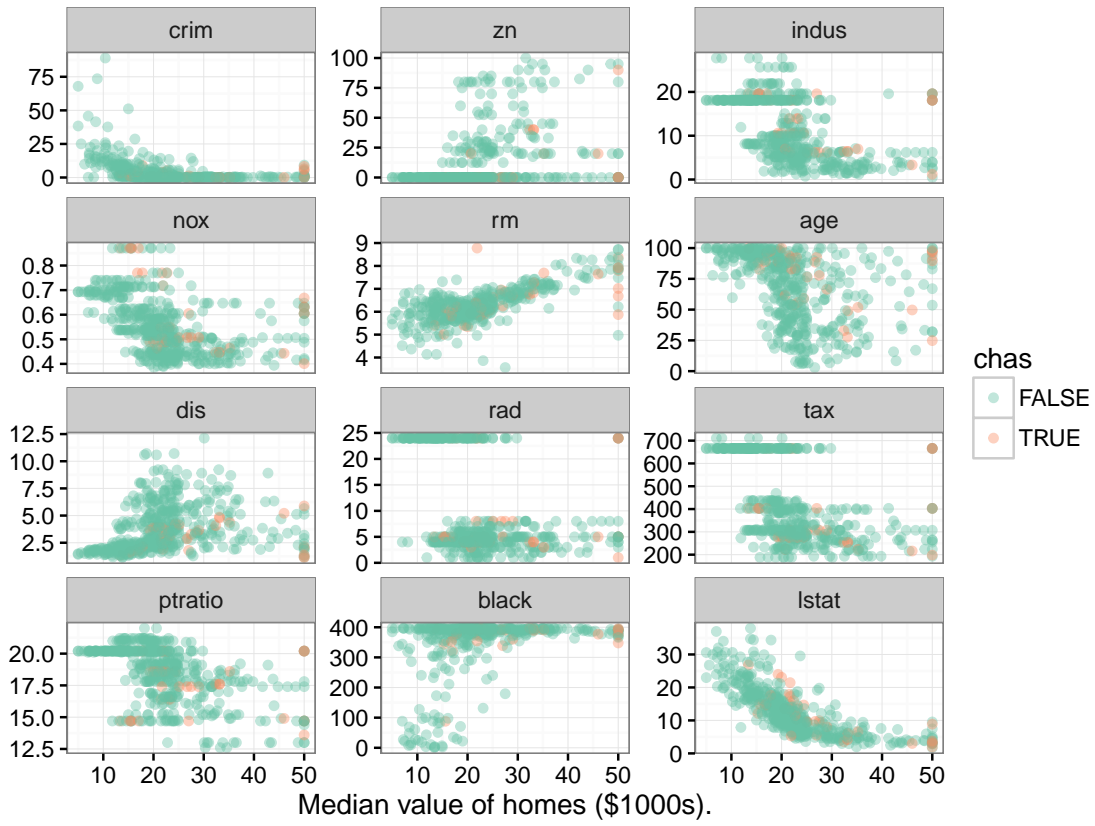 crim zn indus
75 50 25 0
100 75 50 25 0
20 10 0
nox rm age
0.8 0.7 0.6 0.5 0.4
9 8 7 6 5 4
100 75 50 25 0
dis rad tax
12.5 10.0 7.5 5.0 2.5
25 20 15 10 5 0
700 600 500 400 300 200
ptratio black lstat
20.0 17.5 15.0 12.5
400 300 200 100 0
30 20 10 0
10 20 30 40 50 10 20 30 40 50 10 20 30 40 50
Median value of homes ($1000s).
chas
FALSE
TRUE